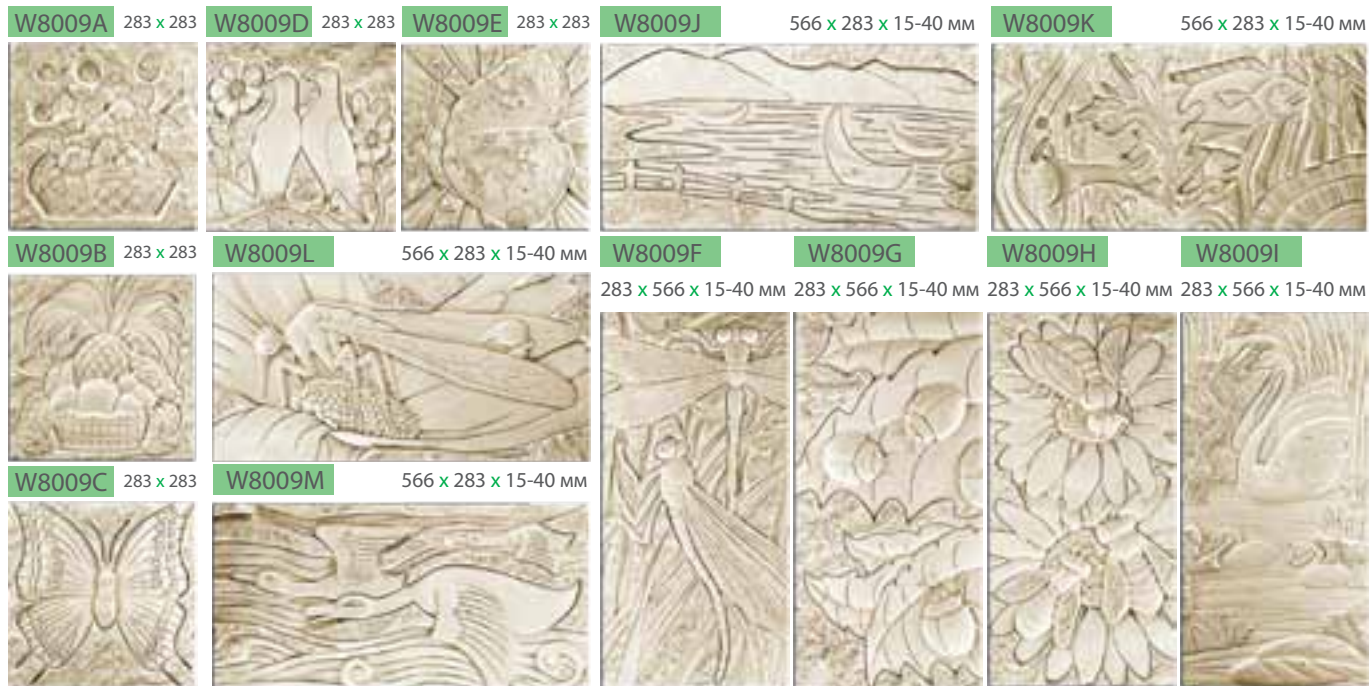 W8009A 283 x 283
W8009D 283 x 283
W8009E 283 x 283
W8009J 566 x 283 x 15-40 мм
W8009K 566 x 283 x 15-40 мм
W8009B 283 x 283
W8009L 566 x 283 x 15-40 мм
W8009F
283 x 566 x 15-40 мм
W8009G
283 x 566 x 15-40 мм
W8009H
283 x 566 x 15-40 мм
W8009I
283 x 566 x 15-40 мм
W8009C 283 x 283
W8009M 566 x 283 x 15-40 мм